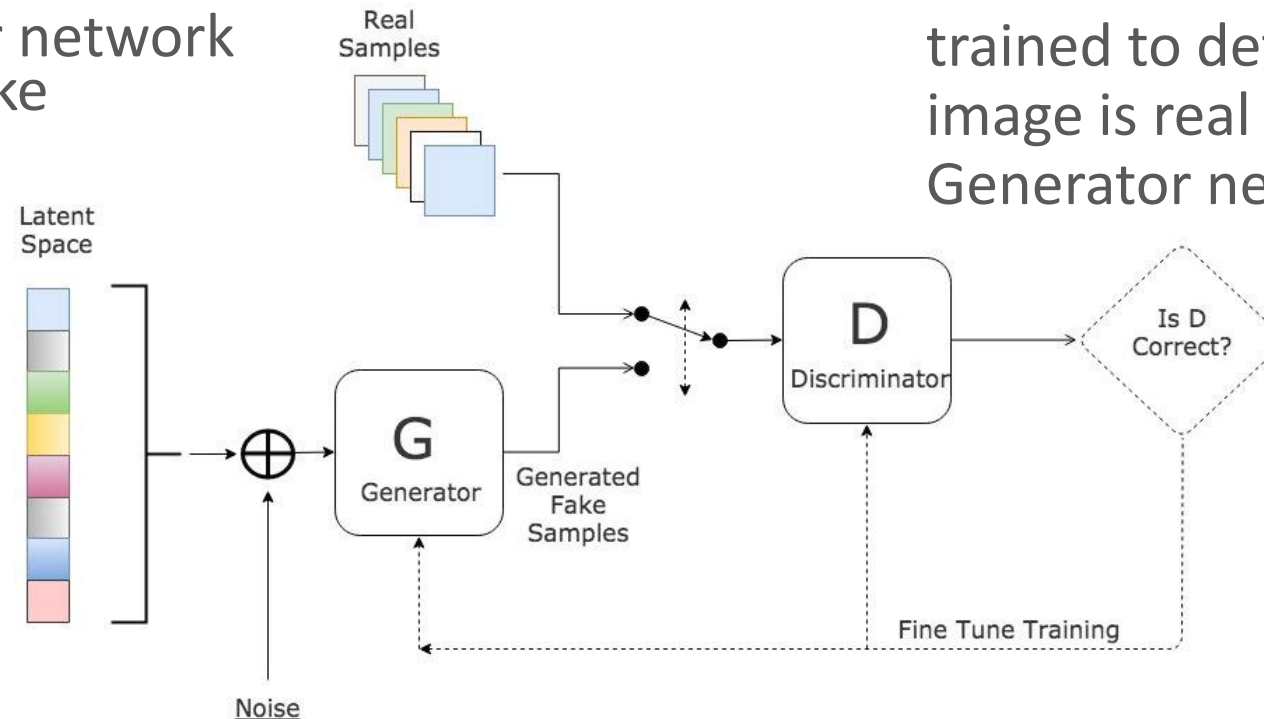 r network
ke
trained to det
image is real
Generator ne
Real
Samples
Latent
Space
D
Discriminator
Is D
Correct?
G
Generator
Generated
Fake
Samples
Fine Tune Training
Noise